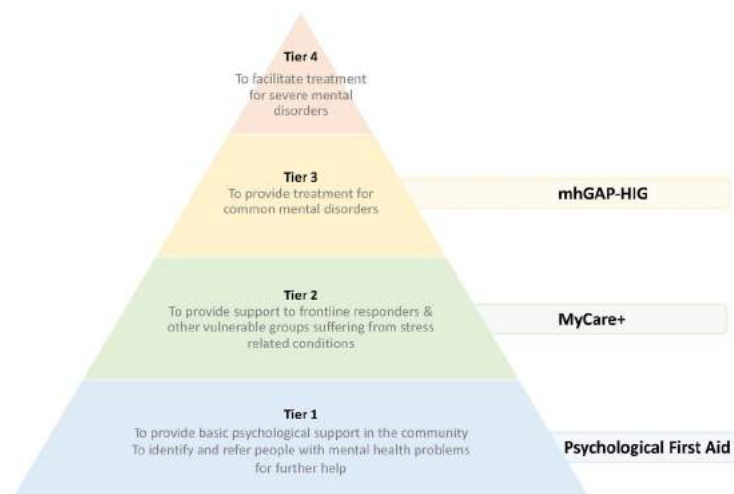 Tier 4
To facilitate treatment
for severe mental
disorders
Tier 3
To provide treatment for
common mental disorders
mhGAP-HIG
Tier 2
To provide support to frontline responders &
other vulnerable groups suffering from stress
related conditions
MyCare+
Tier 1
To provide basic psychological support in the community
To identify and refer people with mental health problems
for further help
Psychological First Aid